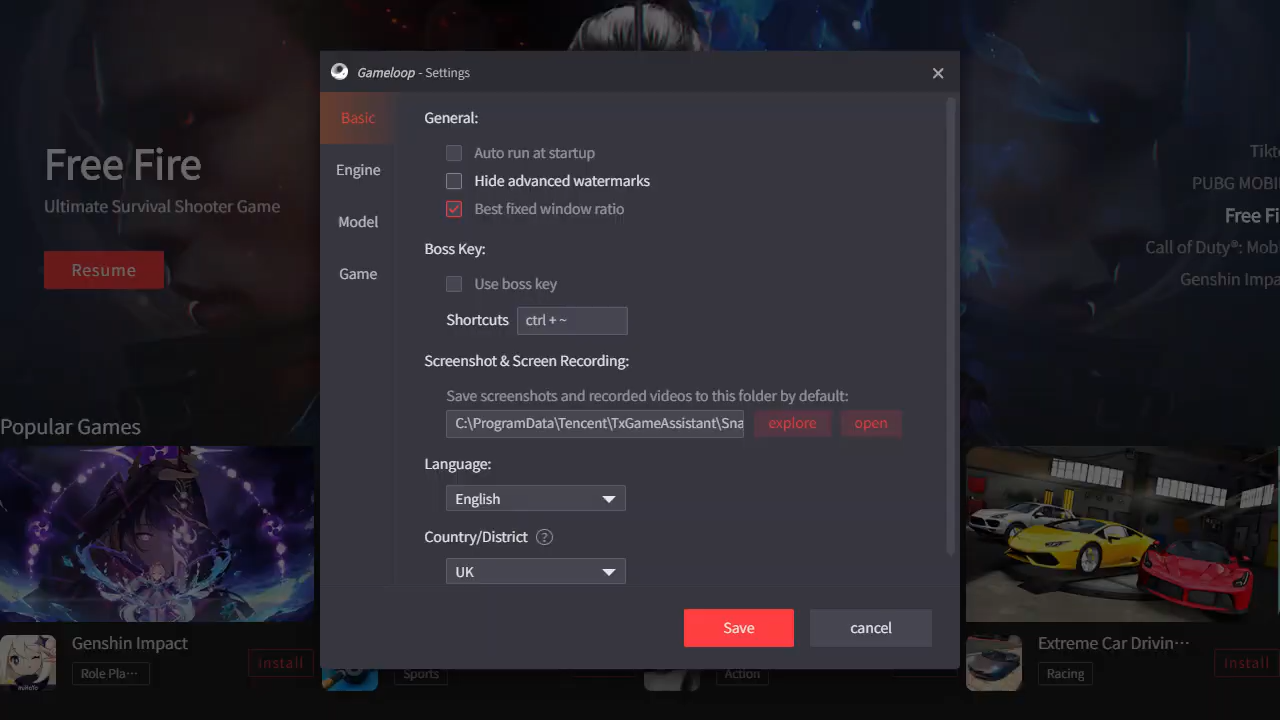 Gameloop - Settings
Basic
Engine
Model
Game
General:
Auto run at startup
Hide advanced watermarks
Best fixed window ratio
Boss Key:
Use boss key
Shortcuts ctrl + ~
Screenshot & Screen Recording:
Save screenshots and recorded videos to this folder by default:
C:\ProgramData\Tencent\TxGameAssistant\Sna explore open
Language:
English
Country/District ?
UK
Save cancel
Free Fire
Ultimate Survival Shooter Game
Resume
Tikt
PUBG MOBI
Free Fi
Call of Duty®: Mob
Genshin Impa
Popular Games
Genshin Impact
Role Pla···
Install
Sports
Action
Extreme Car Drivin···
Racing
Install